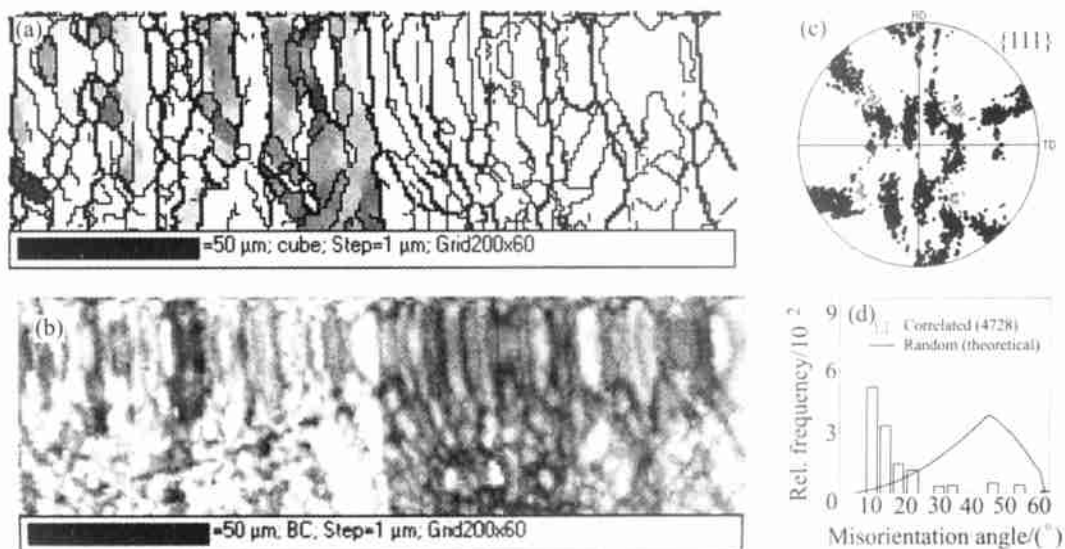 (a)
=50 μm; cube; Step=1 μm; Grid200x60
(b)
=50 μm, BC; Step=1 μm; Grid200x60
(c)
RD
{111}
TD
(d)
9
6
3
0
Rel. frequency/10⁻²
Correlated (4728)
Random (theoretical)
10 20 30 40 50 60
Misorientation angle/(°)